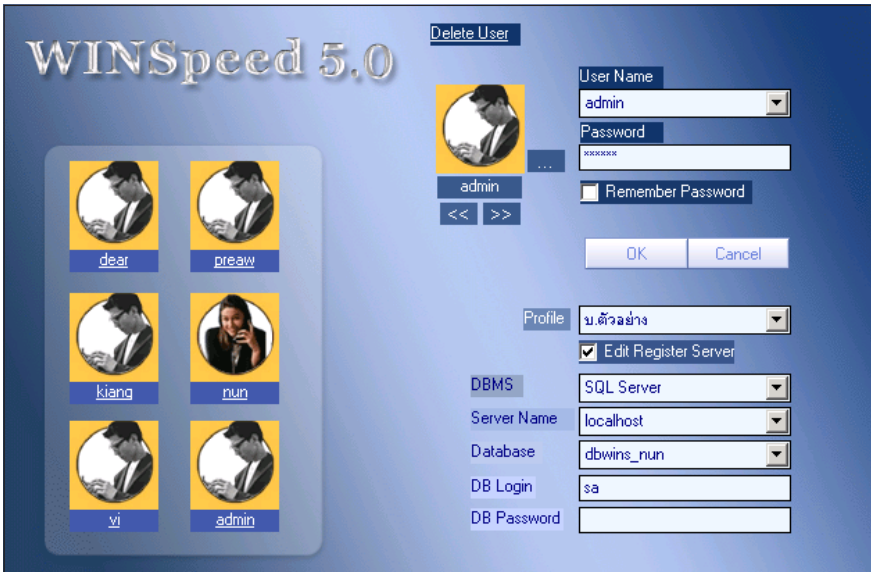 WINSpeed 5.0
dear
preaw
kiang
nun
vi
admin
Delete User
...
admin
<< >>
User Name
admin
Password
××××××
Remember Password
OK
Cancel
Profile
บ.ตัวอย่าง
Edit Register Server
DBMS
SQL Server
Server Name
localhost
Database
dbwins_nun
DB Login
sa
DB Password